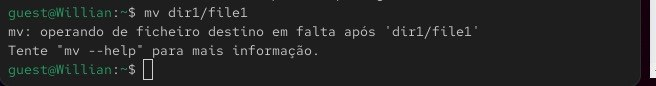 guest@Willian:~$ mv dir1/file1
mv: operando de ficheiro destino em falta após 'dir1/file1'
Tente "mv --help" para mais informação.
guest@Willian:~$